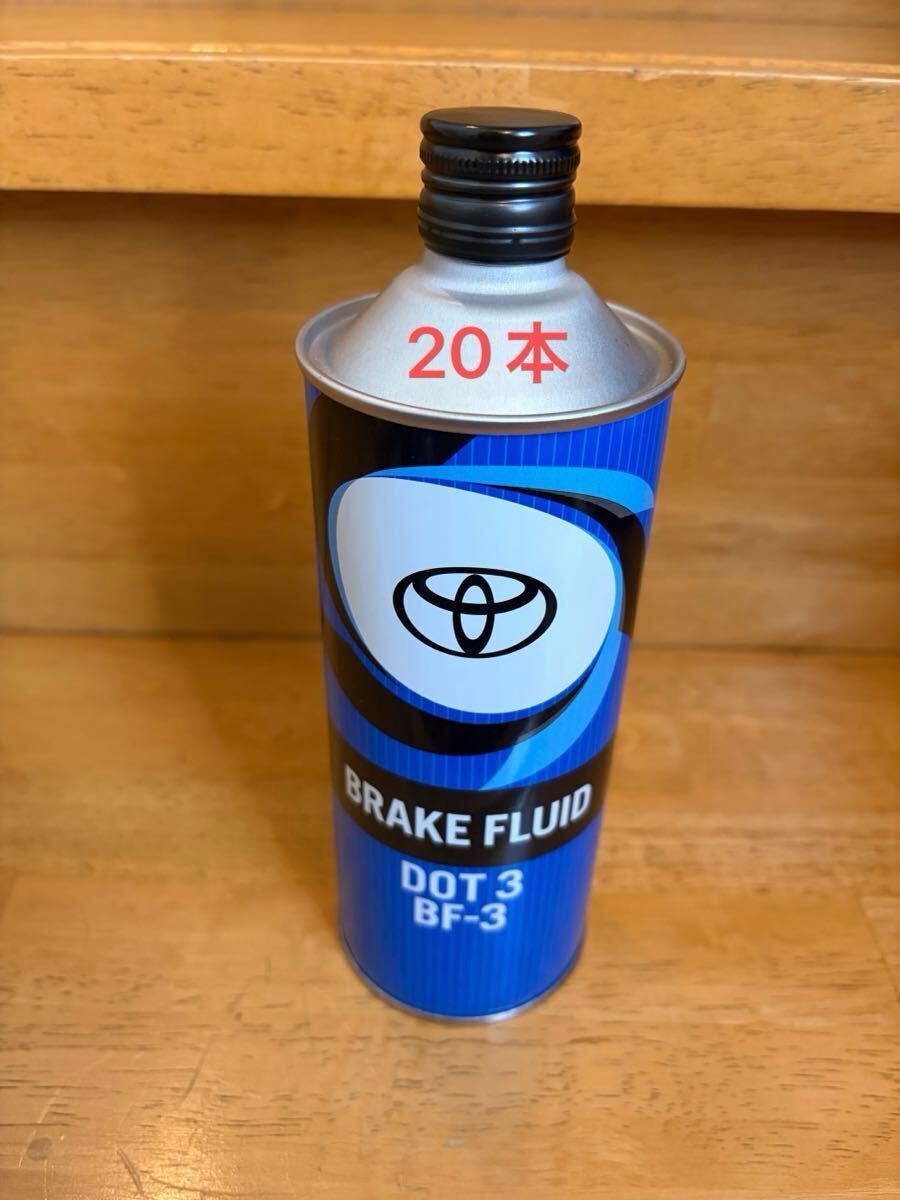 20本
BRAKE FLUID
DOT 3
BF-3